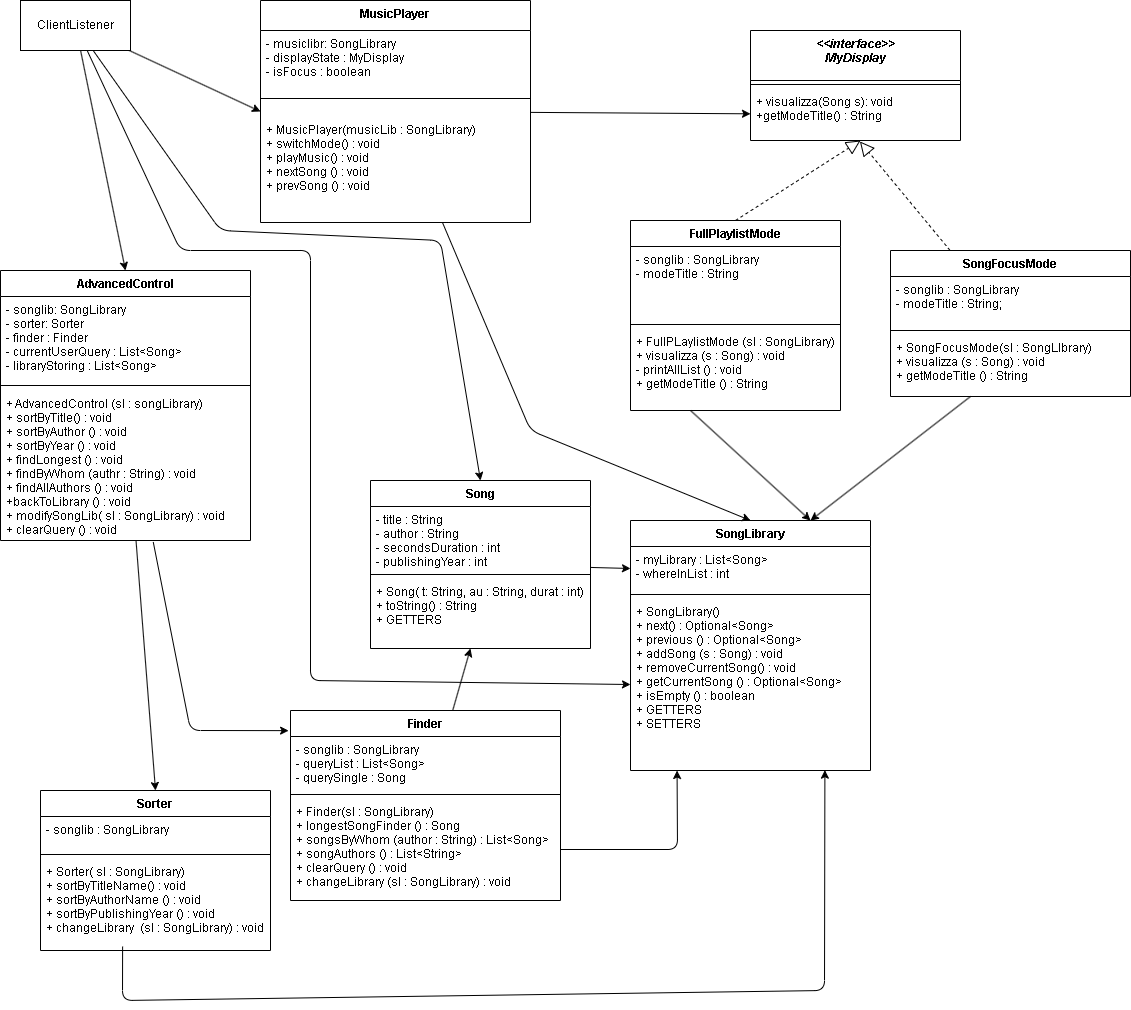 ClientListener
MusicPlayer
- musiclibr: SongLibrary
- displayState : MyDisplay
- isFocus : boolean
+ MusicPlayer(musicLib : SongLibrary)
+ switchMode() : void
+ playMusic() : void
+ nextSong () : void
+ prevSong () : void
<<interface>>
MyDisplay
+ visualizza(Song s): void
+getModeTitle() : String
FullPlaylistMode
- songlib : SongLibrary
- modeTitle : String
+ FullPLaylistMode (sl : SongLibrary)
+ visualizza (s : Song) : void
- printAllList () : void
+ getModeTitle () : String
SongFocusMode
- songlib : SongLibrary
- modeTitle : String;
+ SongFocusMode(sl : SongLIbrary)
+ visualizza (s : Song) : void
+ getModeTitle () : String
AdvancedControl
- songlib: SongLibrary
- sorter: Sorter
- finder : Finder
- currentUserQuery : List<Song>
- libraryStoring : List<Song>
+ AdvancedControl (sl : songLibrary)
+ sortByTitle() : void
+ sortByAuthor () : void
+ sortByYear () : void
+ findLongest () : void
+ findByWhom (authr : String) : void
+ findAllAuthors () : void
+backToLibrary () : void
+ modifySongLib( sl : SongLibrary) : void
+ clearQuery () : void
Song
- title : String
- author : String
- secondsDuration : int
- publishingYear : int
+ Song( t: String, au : String, durat : int)
+ toString() : String
+ GETTERS
SongLibrary
- myLibrary : List<Song>
- whereInList : int
+ SongLibrary()
+ next() : Optional<Song>
+ previous () : Optional<Song>
+ addSong (s : Song) : void
+ removeCurrentSong() : void
+ getCurrentSong () : Optional<Song>
+ isEmpty () : boolean
+ GETTERS
+ SETTERS
Finder
- songlib : SongLibrary
- queryList : List<Song>
- querySingle : Song
+ Finder(sl : SongLibrary)
+ longestSongFinder () : Song
+ songsByWhom (author : String) : List<Song>
+ songAuthors () : List<String>
+ clearQuery () : void
+ changeLibrary (sl : SongLibrary) : void
Sorter
- songlib : SongLibrary
+ Sorter( sl : SongLibrary)
+ sortByTitleName() : void
+ sortByAuthorName () : void
+ sortByPublishingYear () : void
+ changeLibrary  (sl : SongLibrary) : void